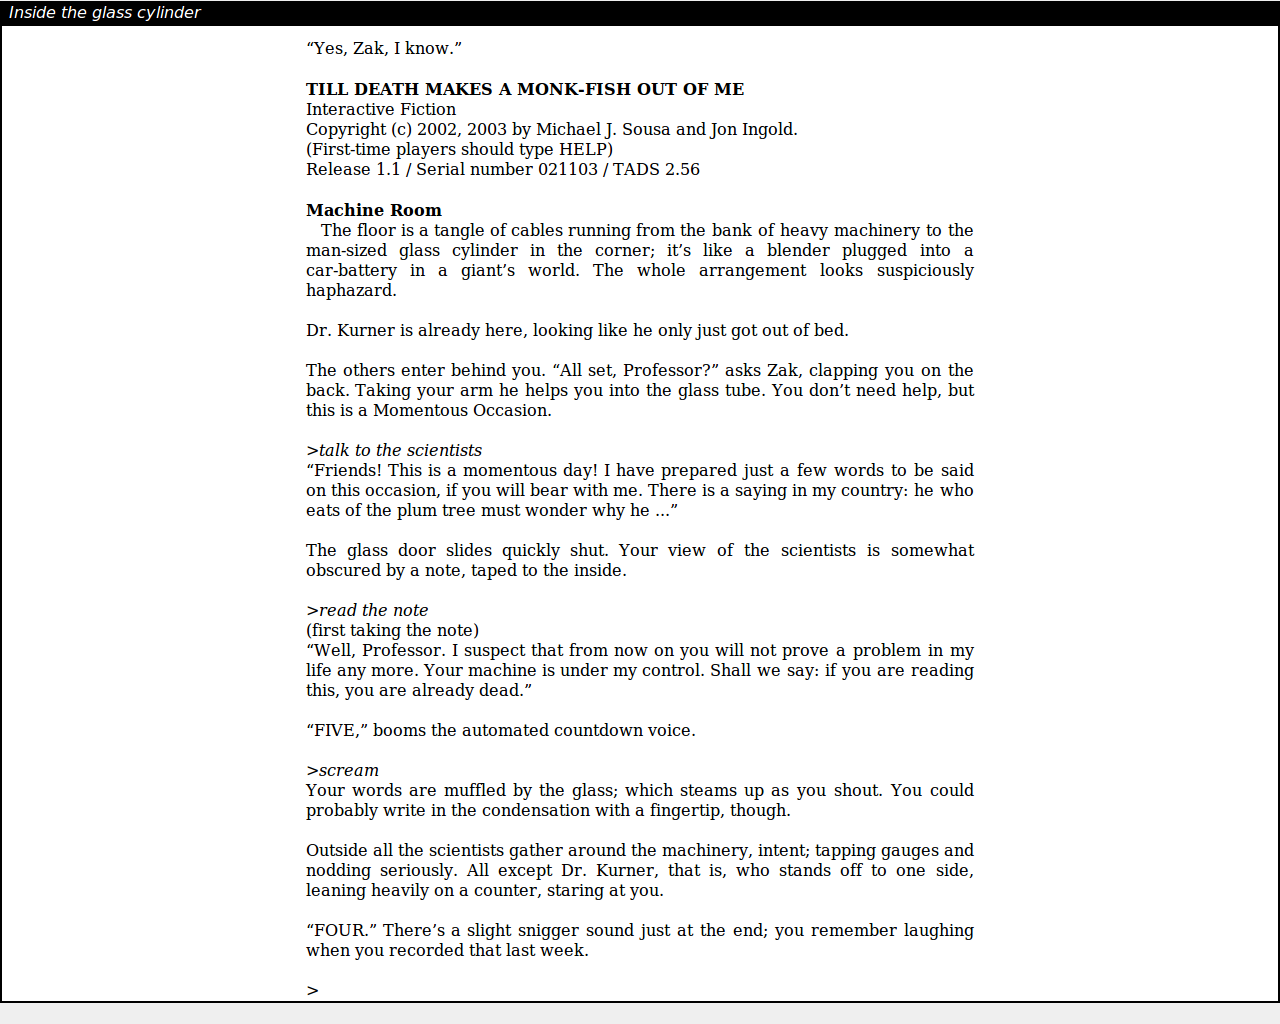 Inside the glass cylinder
“Yes, Zak, I know.”
TILL DEATH MAKES A MONK-FISH OUT OF ME
Interactive Fiction
Copyright (c) 2002, 2003 by Michael J. Sousa and Jon Ingold.
(First-time players should type HELP)
Release 1.1 / Serial number 021103 / TADS 2.56
Machine Room
The floor is a tangle of cables running from the bank of heavy machinery to the
man-sized glass cylinder in the corner; it’s like a blender plugged into a
car-battery in a giant’s world. The whole arrangement looks suspiciously
haphazard.
Dr. Kurner is already here, looking like he only just got out of bed.
The others enter behind you. “All set, Professor?” asks Zak, clapping you on the
back. Taking your arm he helps you into the glass tube. You don’t need help, but
this is a Momentous Occasion.
>talk to the scientists
“Friends! This is a momentous day! I have prepared just a few words to be said
on this occasion, if you will bear with me. There is a saying in my country: he who
eats of the plum tree must wonder why he ...”
The glass door slides quickly shut. Your view of the scientists is somewhat
obscured by a note, taped to the inside.
>read the note
(first taking the note)
“Well, Professor. I suspect that from now on you will not prove a problem in my
life any more. Your machine is under my control. Shall we say: if you are reading
this, you are already dead.”
“FIVE,” booms the automated countdown voice.
>scream
Your words are muffled by the glass; which steams up as you shout. You could
probably write in the condensation with a fingertip, though.
Outside all the scientists gather around the machinery, intent; tapping gauges and
nodding seriously. All except Dr. Kurner, that is, who stands off to one side,
leaning heavily on a counter, staring at you.
“FOUR.” There’s a slight snigger sound just at the end; you remember laughing
when you recorded that last week.
>